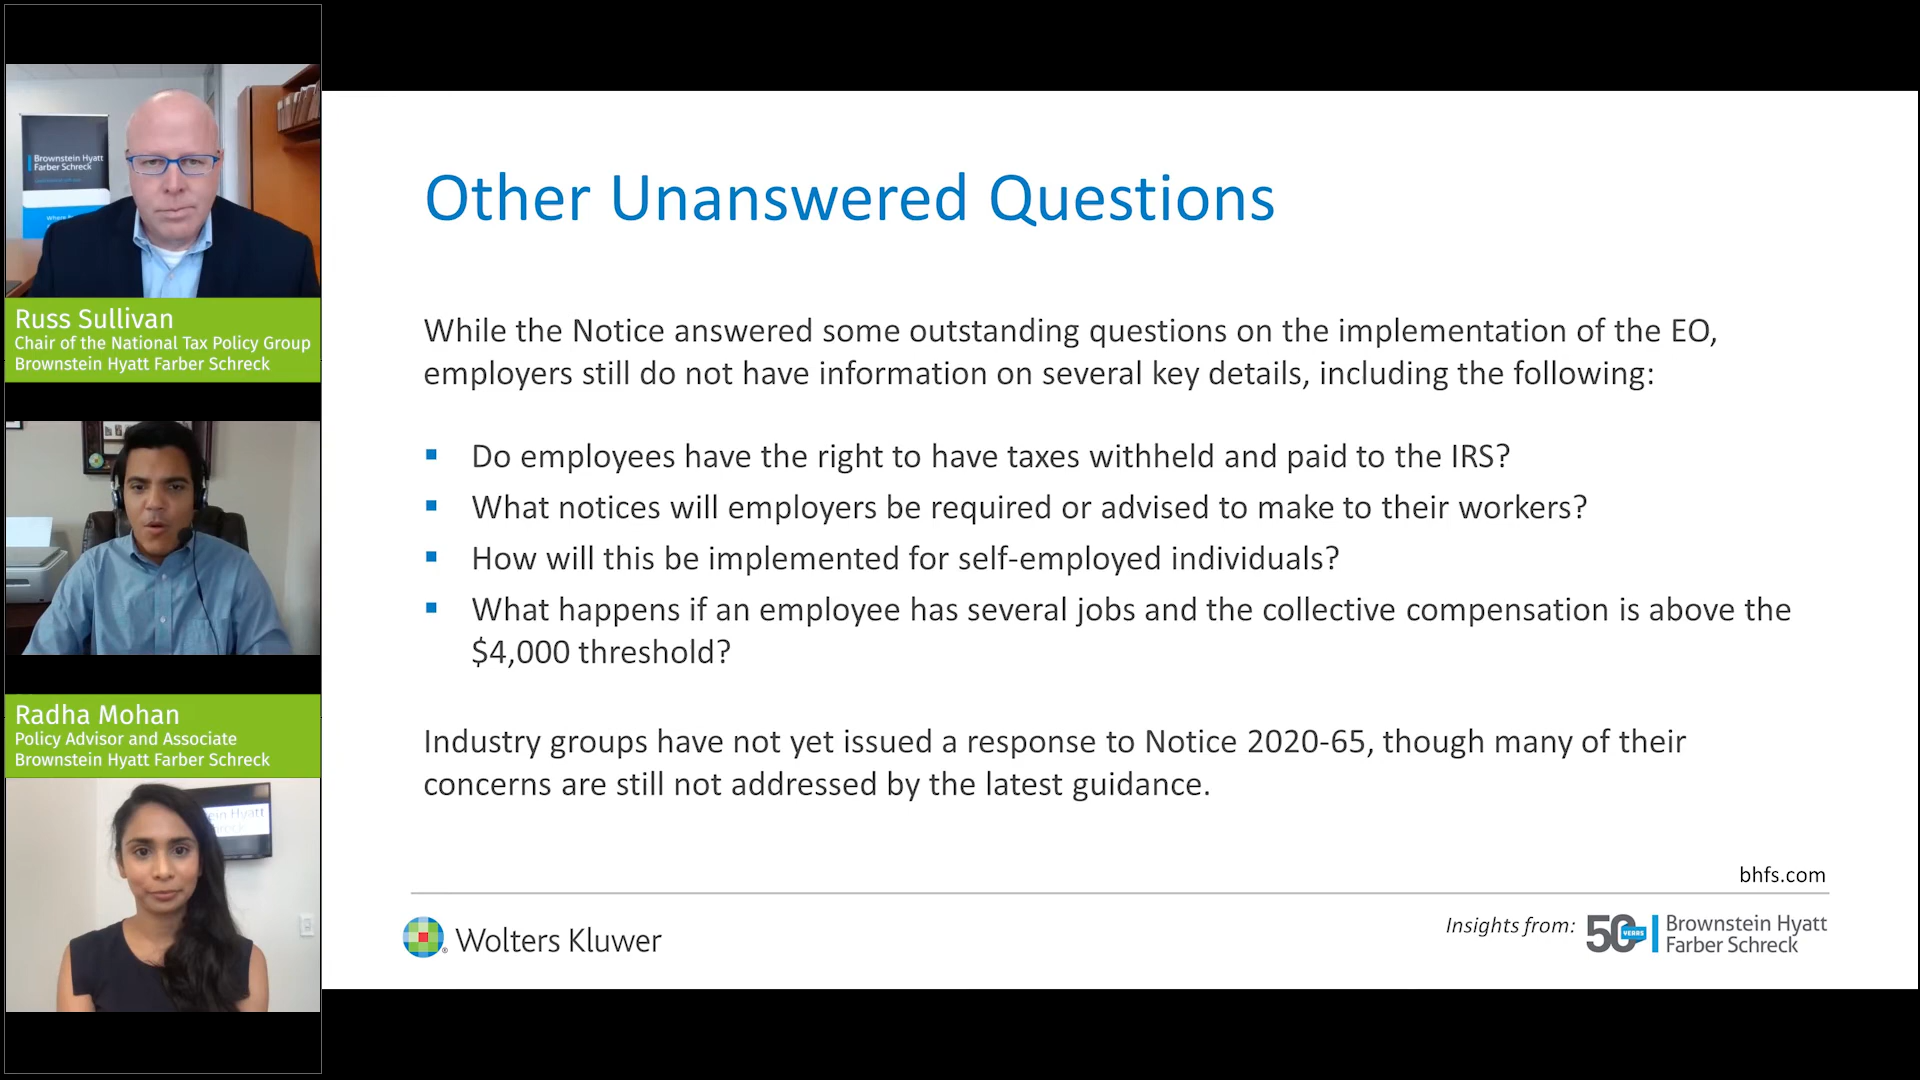 Brownstein Hyatt
Farber Schreck
Russ Sullivan
Chair of the National Tax Policy Group
Brownstein Hyatt Farber Schreck
Radha Mohan
Policy Advisor and Associate
Brownstein Hyatt Farber Schreck
Other Unanswered Questions
While the Notice answered some outstanding questions on the implementation of the EO,
employers still do not have information on several key details, including the following:
▪ Do employees have the right to have taxes withheld and paid to the IRS?
▪ What notices will employers be required or advised to make to their workers?
▪ How will this be implemented for self-employed individuals?
▪ What happens if an employee has several jobs and the collective compensation is above the
$4,000 threshold?
Industry groups have not yet issued a response to Notice 2020-65, though many of their
concerns are still not addressed by the latest guidance.
bhfs.com
Wolters Kluwer
Insights from:
50 YEARS
Brownstein Hyatt
Farber Schreck